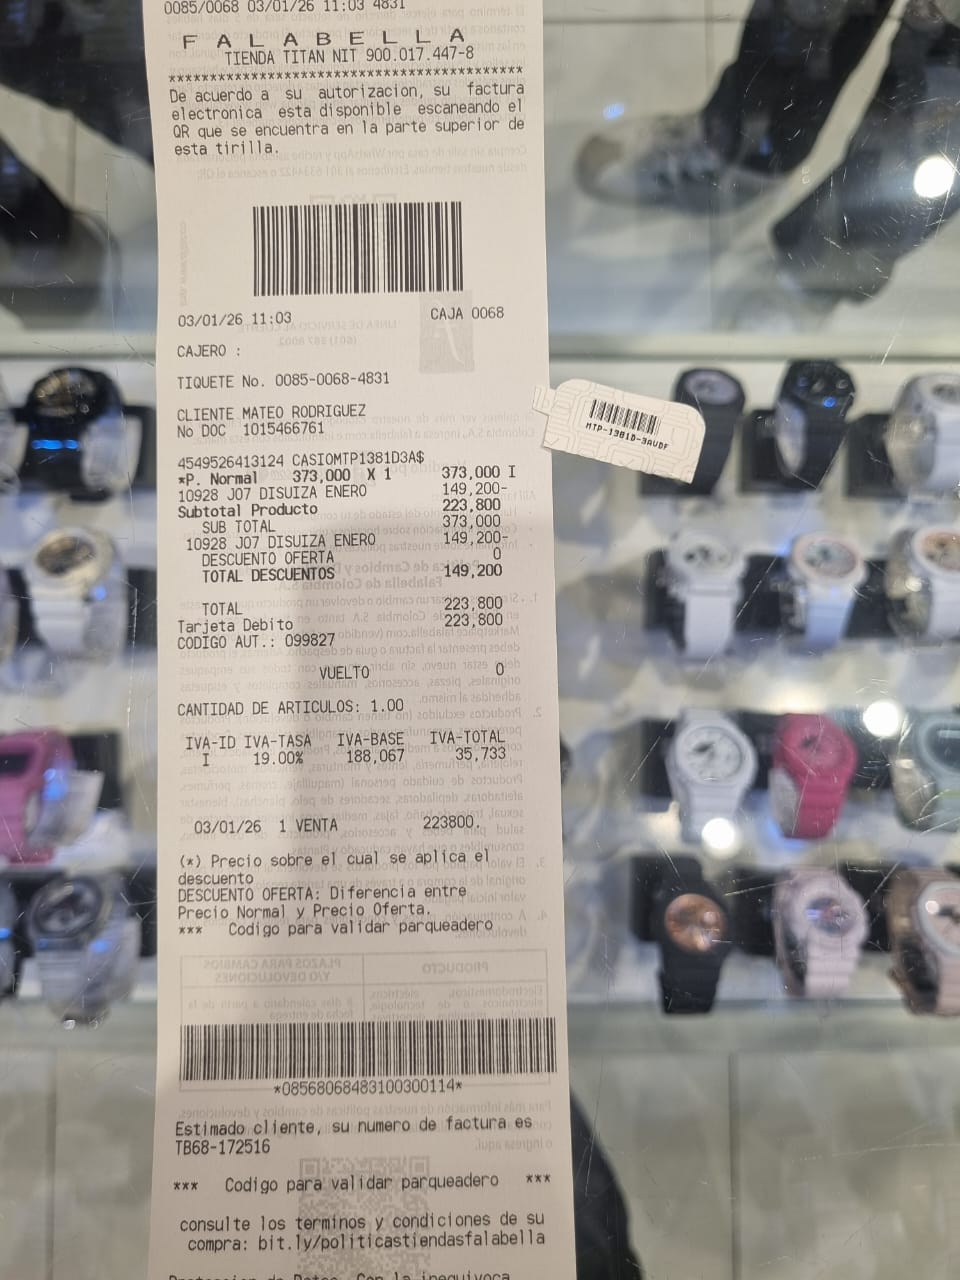 0085/0068 03/01/26 11:03 4831
F A L A B E L L A
TIENDA TITAN NIT 900.017.447-8
*******************************************
De acuerdo a su autorizacion, su factura
electronica esta disponible escaneando el
QR que se encuentra en la parte superior de
esta tirilla.
03/01/26 11:03 CAJA 0068
CAJERO :
TIQUETE No. 0085-0068-4831
CLIENTE MATEO RODRIGUEZ
No DOC 1015466761
4549526413124 CASIOMTP1381D3A$
*P. Normal 373,000 X 1 373,000 I
10928 J07 DISUIZA ENERO 149,200-
Subtotal Producto 223,800
SUB TOTAL 373,000
10928 J07 DISUIZA ENERO 149,200-
DESCUENTO OFERTA 0
TOTAL DESCUENTOS 149,200
TOTAL 223,800
Tarjeta Debito 223,800
CODIGO AUT.: 099827
VUELTO 0
CANTIDAD DE ARTICULOS: 1.00
IVA-ID IVA-TASA IVA-BASE IVA-TOTAL
I 19.00% 188,067 35,733
03/01/26 1 VENTA 223800.
(*) Precio sobre el cual se aplica el
descuento
DESCUENTO OFERTA: Diferencia entre
Precio Normal y Precio Oferta.
*** Codigo para validar parqueadero
*08568068483100300114*
Estimado cliente, su numero de factura es
TB68-172516
*** Codigo para validar parqueadero ***
consulte los terminos y condiciones de su
compra: bit.ly/politicastiendasfalabella
MTP-1381D-3AVDF